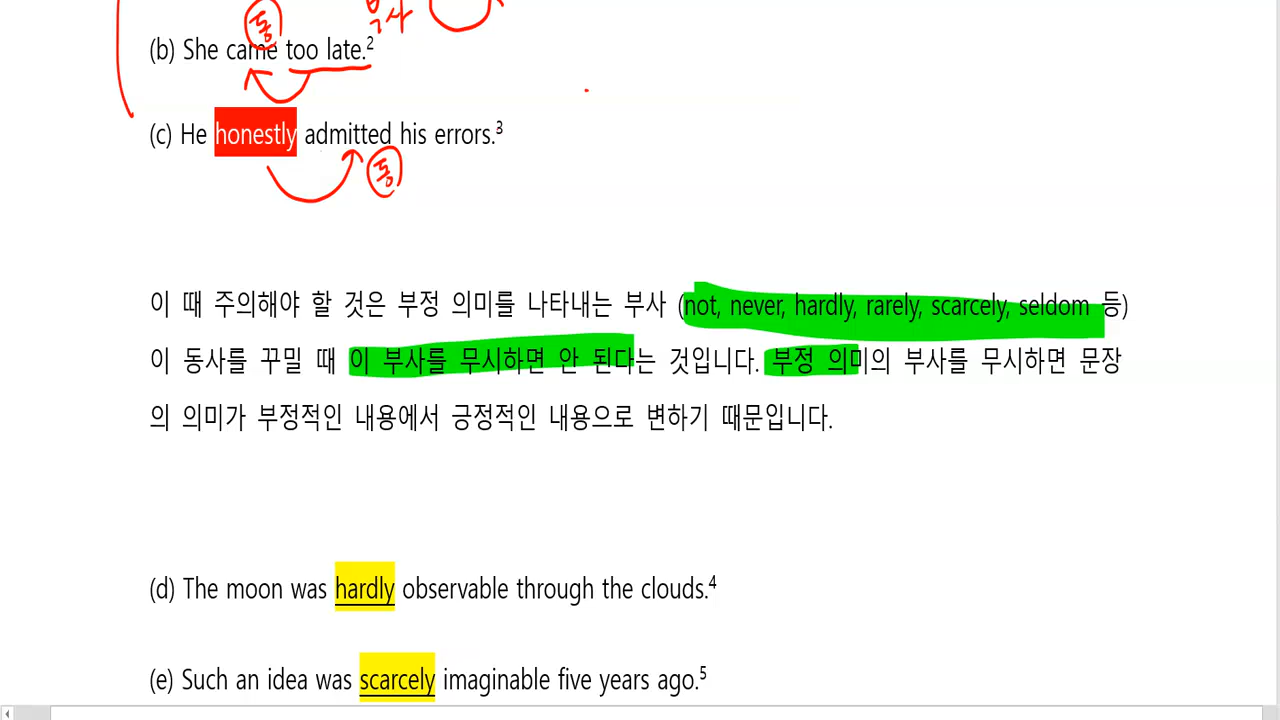 부사
동
(b) She came too late.²
(c) He honestly admitted his errors.³
동
이 때 주의해야 할 것은 부정 의미를 나타내는 부사 (not, never, hardly, rarely, scarcely, seldom 등)
이 동사를 꾸밀 때 이 부사를 무시하면 안 된다는 것입니다. 부정 의미의 부사를 무시하면 문장
의 의미가 부정적인 내용에서 긍정적인 내용으로 변하기 때문입니다.
(d) The moon was hardly observable through the clouds.⁴
(e) Such an idea was scarcely imaginable five years ago.⁵